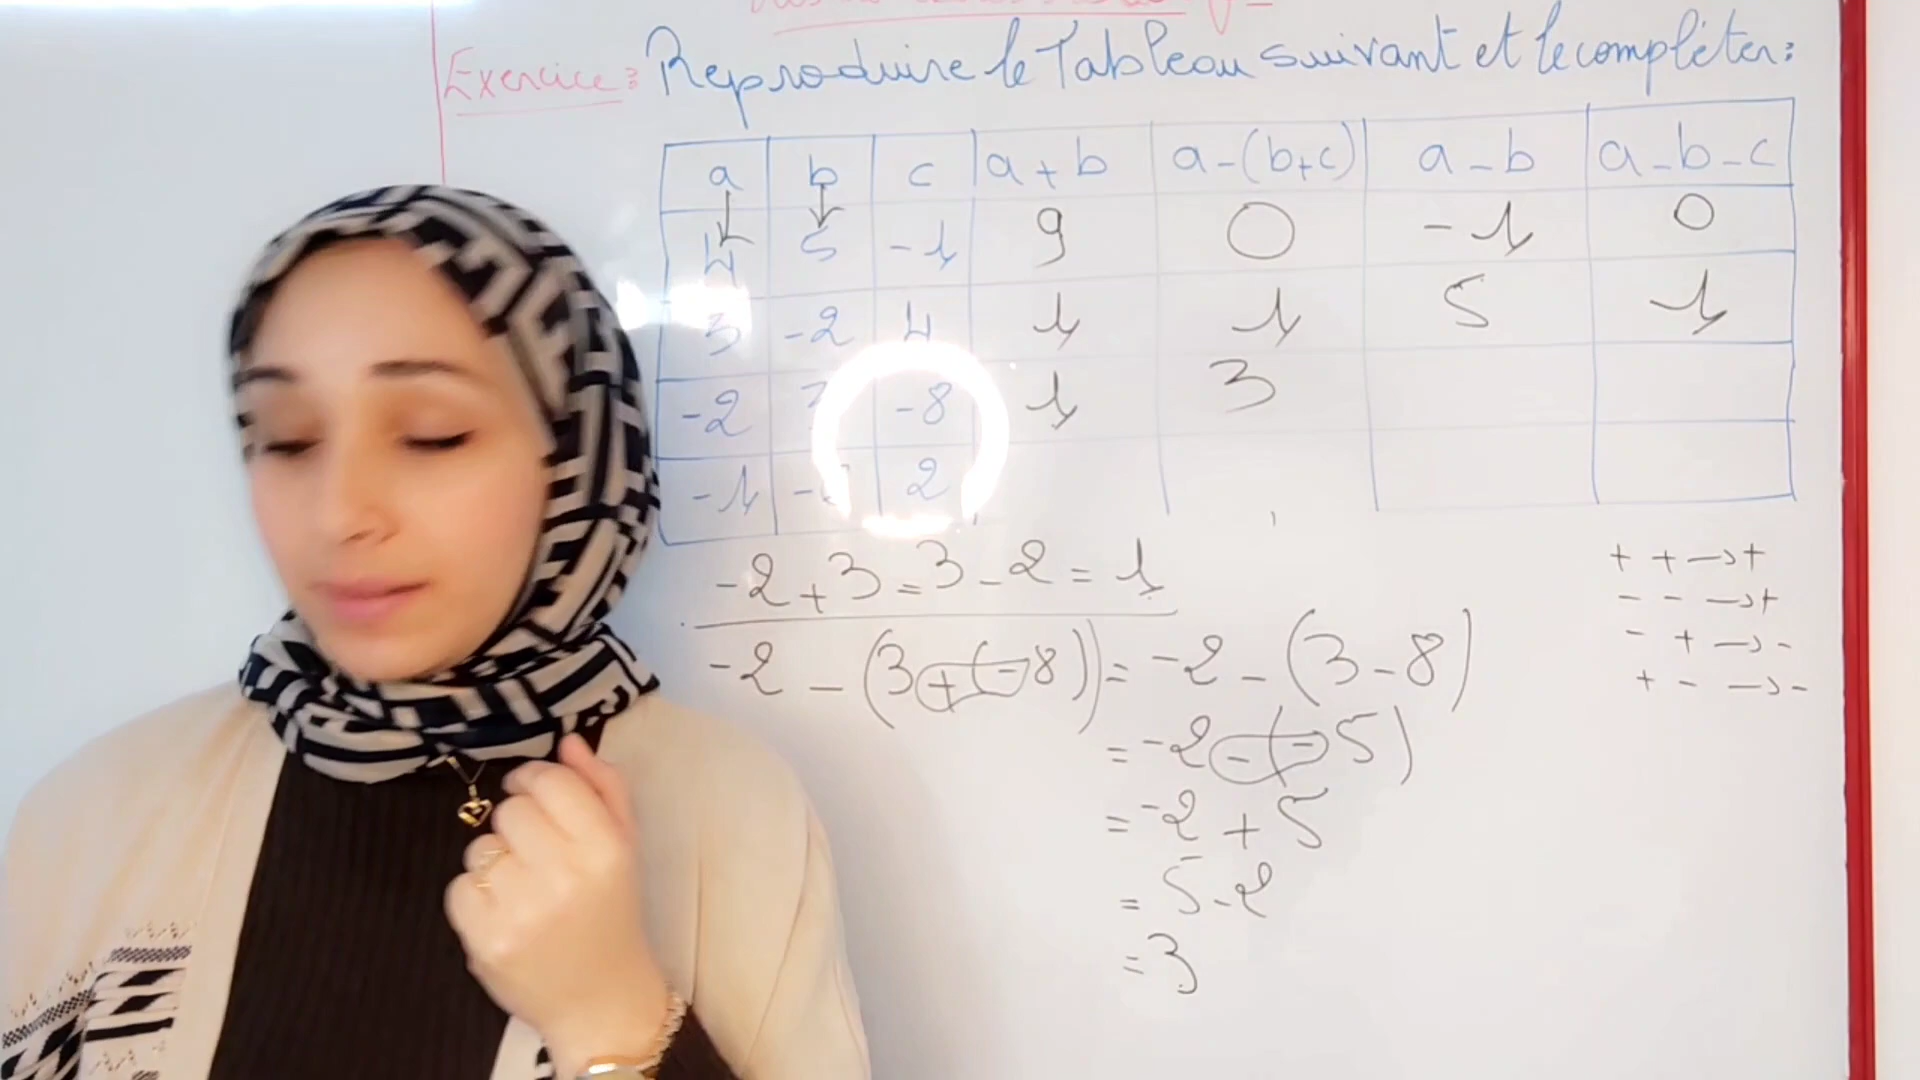 Exercice : Reproduire le Tableau suivant et le compléter :
a b c a + b a - (b+c) a - b a - b - c
4 5 -1 9 0 -1 0
3 -2 4 1 1 5 1
-2 -8 1 3
-1 2
-2 + 3 = 3 - 2 = 1
-2 - (3 + (-8)) = -2 - (3 - 8)
= -2 - (-5)
= -2 + 5
= 5 - 2
= 3
+ + → +
- - → +
- + → -
+ - → -